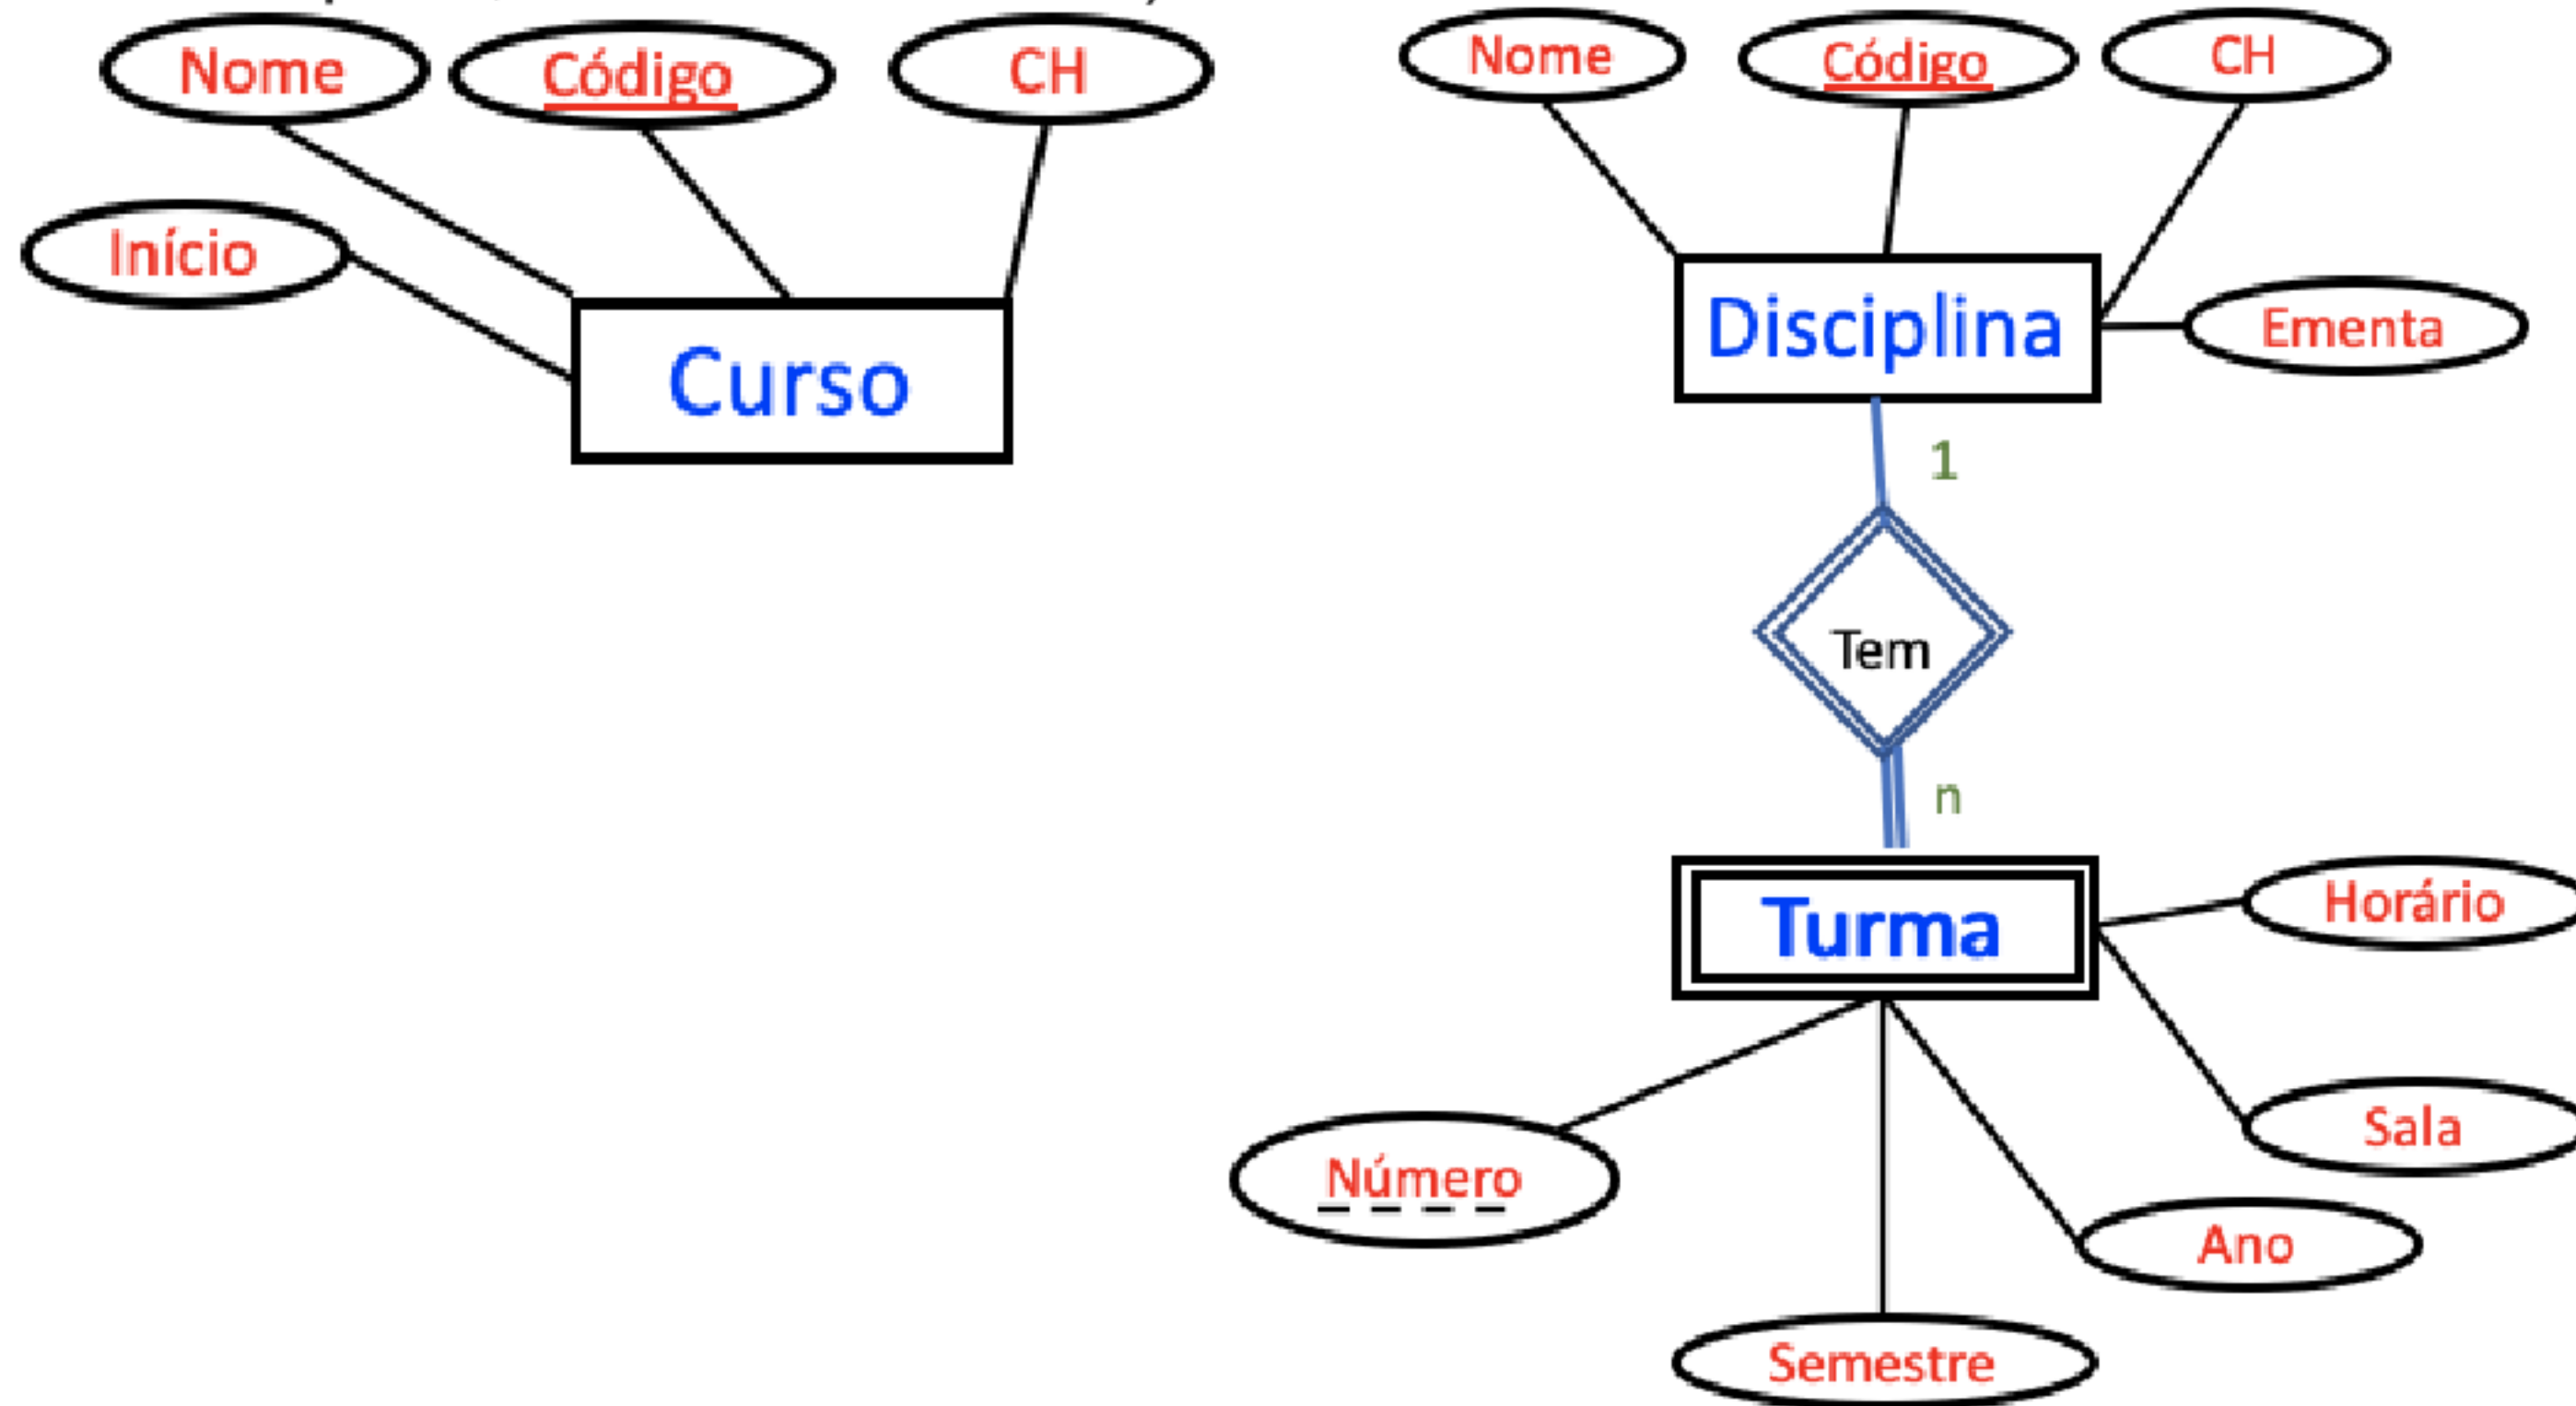 Nome
Código
CH
Início
Curso
Nome
Código
CH
Disciplina
Ementa
1
Tem
n
Turma
Horário
Sala
Número
Ano
Semestre